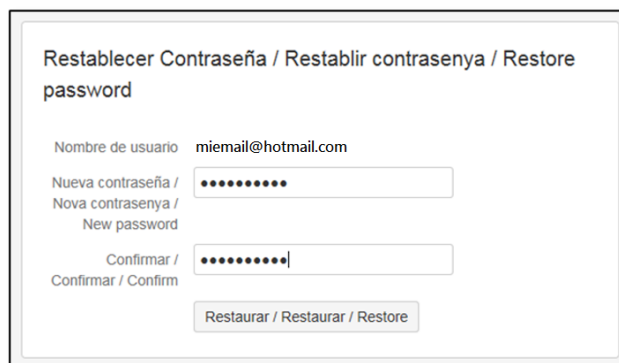 Restablecer Contraseña / Restablir contrasenya / Restore
password
Nombre de usuario miemail@hotmail.com
Nueva contraseña /
Nova contrasenya /
New password
••••••••••
Confirmar /
Confirmar / Confirm
••••••••••
Restaurar / Restaurar / Restore